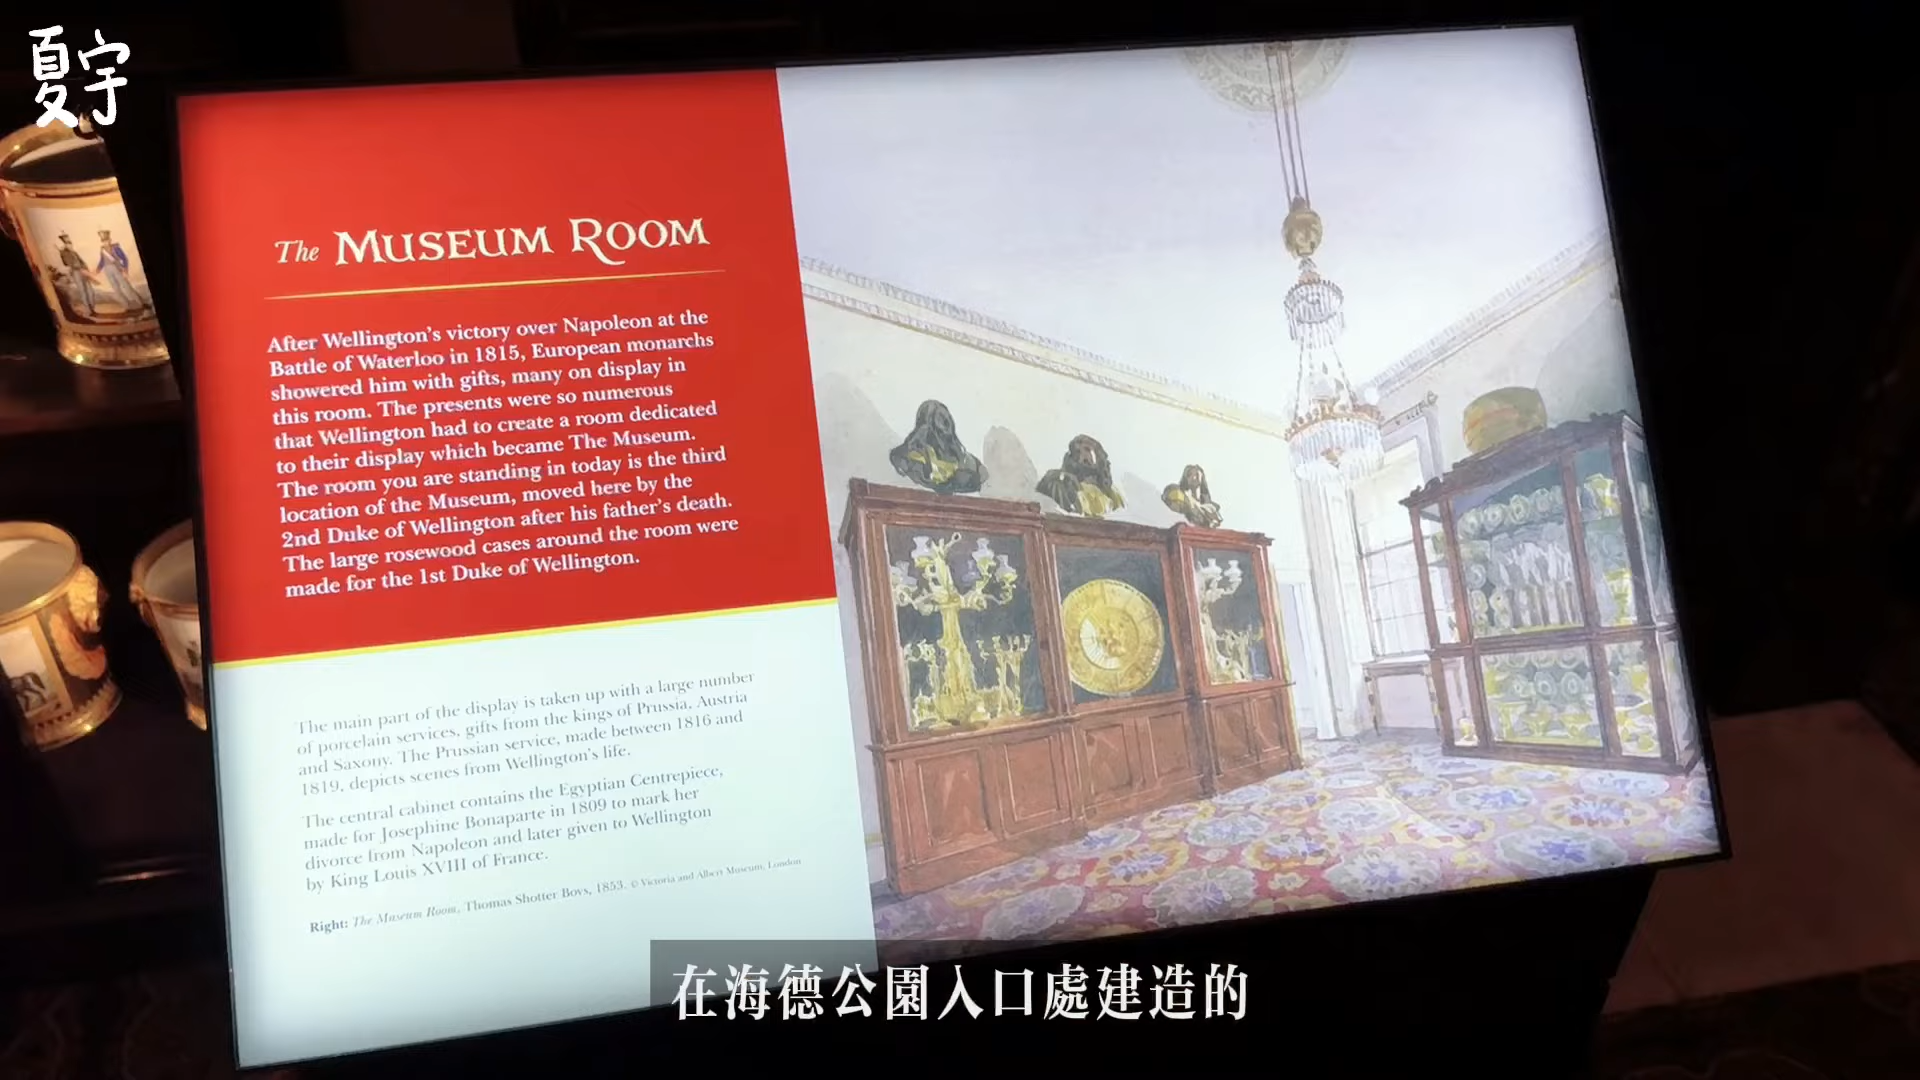 夏宇
The MUSEUM ROOM
After Wellington's victory over Napoleon at the
Battle of Waterloo in 1815, European monarchs
showered him with gifts, many on display in
this room. The presents were so numerous
that Wellington had to create a room dedicated
to their display which became The Museum.
The room you are standing in today is the third
location of the Museum, moved here by the
2nd Duke of Wellington after his father's death.
The large rosewood cases around the room were
made for the 1st Duke of Wellington.
The main part of the display is taken up with a large number
of porcelain services, gifts from the kings of Prussia, Austria
and Saxony. The Prussian service, made between 1816 and
1819, depicts scenes from Wellington's life.
The central cabinet contains the Egyptian Centrepiece,
made for Josephine Bonaparte in 1809 to mark her
divorce from Napoleon and later given to Wellington
by King Louis XVIII of France.
Right: The Museum Room, Thomas Shotter Boys, 1853. © Victoria and Albert Museum, London
在海德公園入口處建造的